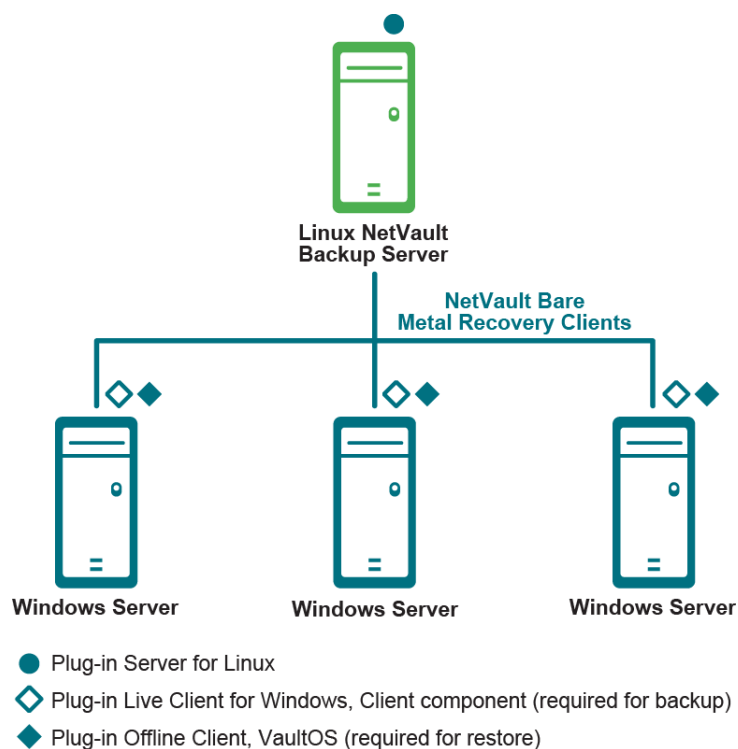 Linux NetVault
Backup Server
NetVault Bare
Metal Recovery Clients
Windows Server
Windows Server
Windows Server
Plug-in Server for Linux
Plug-in Live Client for Windows, Client component (required for backup)
Plug-in Offline Client, VaultOS (required for restore)